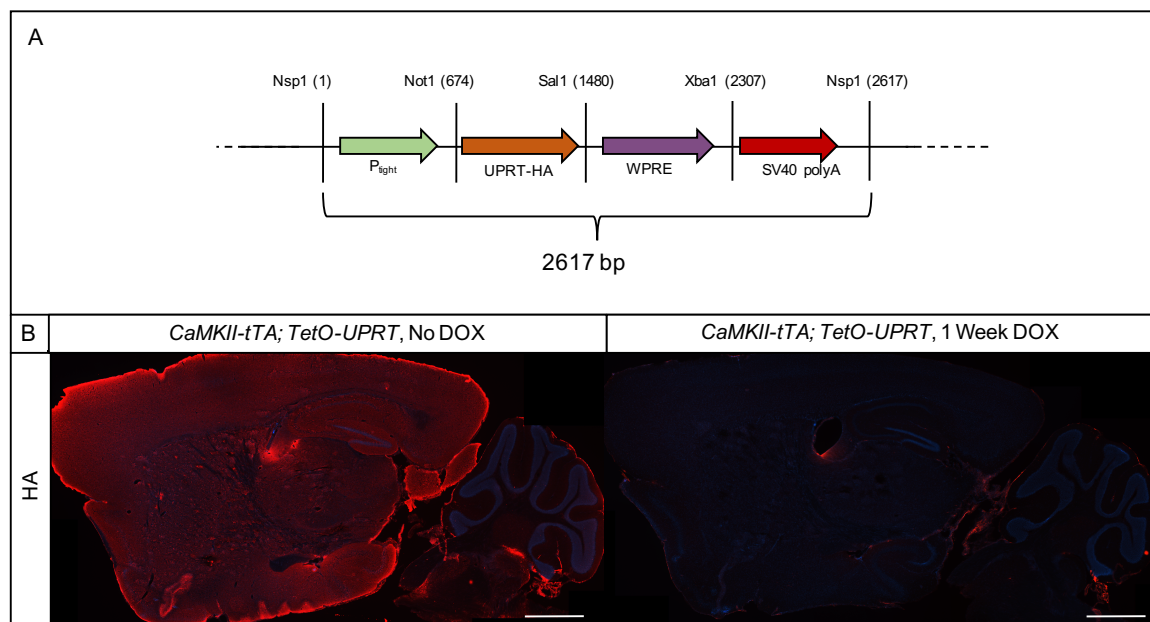 A
Nsp1 (1) Not1 (674) Sal1 (1480) Xba1 (2307) Nsp1 (2617)
Ptight UPRT-HA WPRE SV40 polyA
2617 bp
B CaMKII-tTA; TetO-UPRT, No DOX CaMKII-tTA; TetO-UPRT, 1 Week DOX
HA